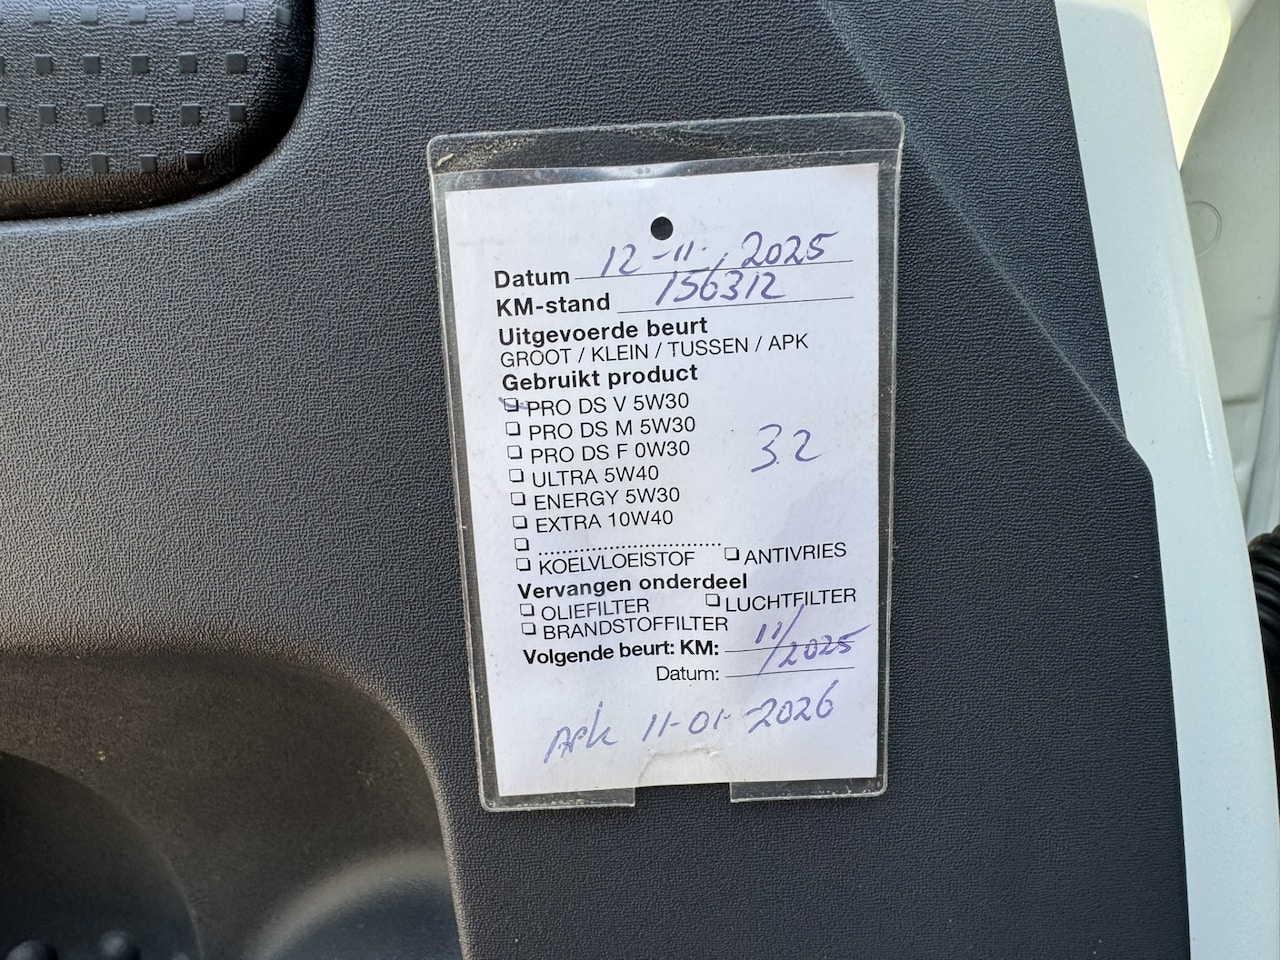 Datum 12-11-2025
KM-stand 156312
Uitgevoerde beurt
GROOT / KLEIN / TUSSEN / APK
Gebruikt product
PRO DS V 5W30
PRO DS M 5W30
PRO DS F 0W30
3.2
ULTRA 5W40
ENERGY 5W30
EXTRA 10W40
........................................
KOELVLOEISTOF ANTIVRIES
Vervangen onderdeel
OLIEFILTER LUCHTFILTER
BRANDSTOFFILTER
Volgende beurt: KM: 11/2025
Datum:
APK 11-01-2026